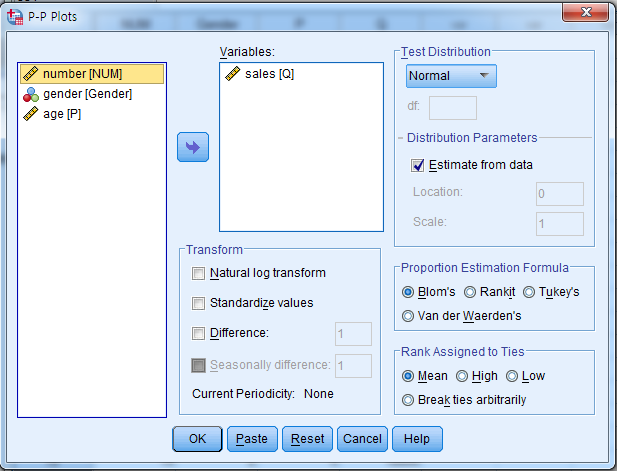 P-P Plots
number [NUM]
gender [Gender]
age [P]
Variables:
sales [Q]
Test Distribution
Normal
df:
Distribution Parameters
Estimate from data
Location: 0
Scale: 1
Transform
Natural log transform
Standardize values
Difference: 1
Seasonally difference: 1
Current Periodicity: None
Proportion Estimation Formula
Blom's Rankit Tukey's
Van der Waerden's
Rank Assigned to Ties
Mean High Low
Break ties arbitrarily
OK Paste Reset Cancel Help